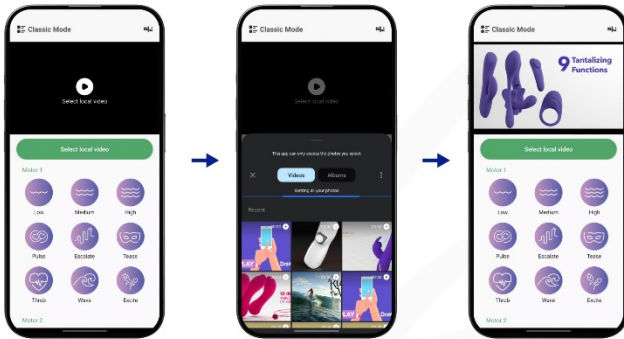 Classic Mode
Select local video
Select local video
Motor 1
Low
Medium
High
Pulse
Escalate
Tease
Throb
Wave
Excite
Motor 2
Classic Mode
Select local video
This app can only access the photos you select
Videos
Albums
Getting all your photos
Recent
Classic Mode
9 Tantalizing
Functions
Select local video
Motor 1
Low
Medium
High
Pulse
Escalate
Tease
Throb
Wave
Excite
Motor 2